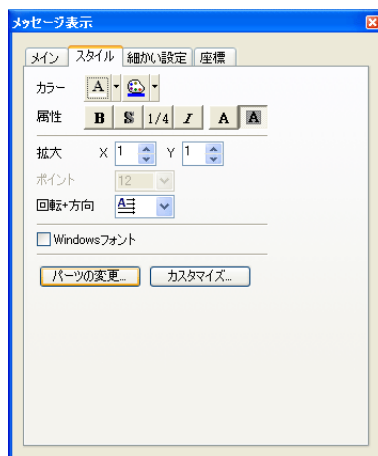 メッセージ表示
メイン スタイル 細かい設定 座標
カラー A
属性 B S 1/4 I A A
拡大 X 1 Y 1
ポイント 12
回転+方向 A
Windowsフォント
パーツの変更... カスタマイズ...